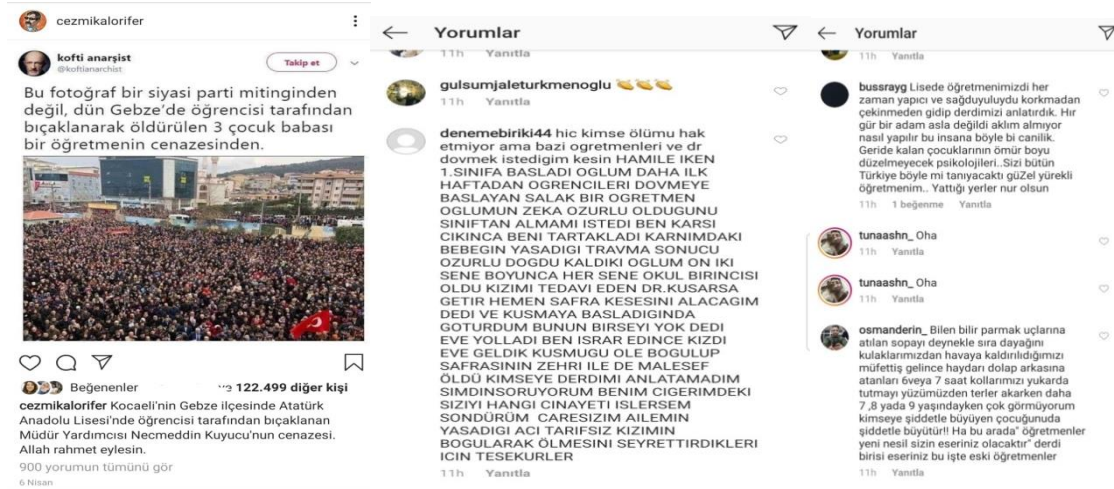 cezmikalorifer
kofti anarşist
@koftianarchist
Takip et
Bu fotoğraf bir siyasi parti mitinginden
değil, dün Gebze'de öğrencisi tarafından
bıçaklanarak öldürülen 3 çocuk babası
bir öğretmenin cenazesinden.
Beğenenler ve 122.499 diğer kişi
cezmikalorifer Kocaeli'nin Gebze ilçesinde Atatürk
Anadolu Lisesi'nde öğrencisi tarafından bıçaklanan
Müdür Yardımcısı Necmeddin Kuyucu'nun cenazesi.
Allah rahmet eylesin.
900 yorumun tümünü gör
6 Nisan
Yorumlar
11h Yanıtla
gulsumjaleturkmenoglu 👏👏👏
11h Yanıtla
denemebiriki44 hic kimse ölümu hak
etmiyor ama bazi ogretmenleri ve dr
dovmek istedigim kesin HAMILE IKEN
1.SINIFA BASLADI OGLUM DAHA ILK
HAFTADAN OGRENCILERI DOVMEYE
BASLAYAN SALAK BIR OGRETMEN
OGLUMUN ZEKA OZURLU OLDUGUNU
SINIFTAN ALMAMI ISTEDI BEN KARSI
CIKINCA BENI TARTAKLADI KARNIMDAKI
BEBEGIN YASADIGI TRAVMA SONUCU
OZURLU DOGDU KALDIKI OGLUM ON IKI
SENE BOYUNCA HER SENE OKUL BIRINCISI
OLDU KIZIMI TEDAVI EDEN DR.KUSARSA
GETIR HEMEN SAFRA KESESINI ALACAGIM
DEDI VE KUSMAYA BASLADIGINDA
GOTURDUM BUNUN BIRSEYI YOK DEDI
EVE YOLLADI BEN ISRAR EDINCE KIZDI
EVE GELDIK KUSMUGU OLE BOGULUP
SAFRASININ ZEHRI ILE DE MALESEF
ÖLDÜ KIMSEYE DERDIMI ANLATAMADIM
SIMDINSORUYORUM BENIM CIGERIMDEKI
SIZIYI HANGI CINAYETI ISLERSEM
SONDÜRÜM CARESIZIM AILEMIN
YASADIGI ACI TARIFSIZ KIZIMIN
BOGULARAK ÖLMESINI SEYRETTIRDIKLERI
ICIN TESEKURLER
11h Yanıtla
Yorumlar
11h Yanıtla
bussrayg Lisede öğretmenimizdi her
zaman yapıcı ve sağduyuluydu korkmadan
çekinmeden gidip derdimizi anlatırdık. Hır
gür bir adam asla değildi aklım almıyor
nasıl yapılır bu insana böyle bi canilik.
Geride kalan çocuklarının ömür boyu
düzelmeyecek psikolojileri..Sizi bütün
Türkiye böyle mi tanıyacaktı güZel yürekli
öğretmenim.. Yattığı yerler nur olsun
11h 1 beğenme Yanıtla
tunaashn_ Oha
11h Yanıtla
tunaashn_ Oha
11h Yanıtla
osmanderin_ Bilen bilir parmak uçlarına
atılan sopayı deynekle sıra dayağını
kulaklarımızdan havaya kaldırılıdığımızı
müfettiş gelince haydarı dolap arkasına
atanları 6veya 7 saat kollarımızı yukarda
tutmayı yüzümüzden terler akarken daha
7 ,8 yada 9 yaşındayken çok görmüyorum
kimseye şiddetle büyüyen çocuğunuda
şiddetle büyütür!! Ha bu arada" öğretmenler
yeni nesil sizin eseriniz olacaktır" derdi
birisi eseriniz bu işte eski öğretmenler
11h Yanıtla